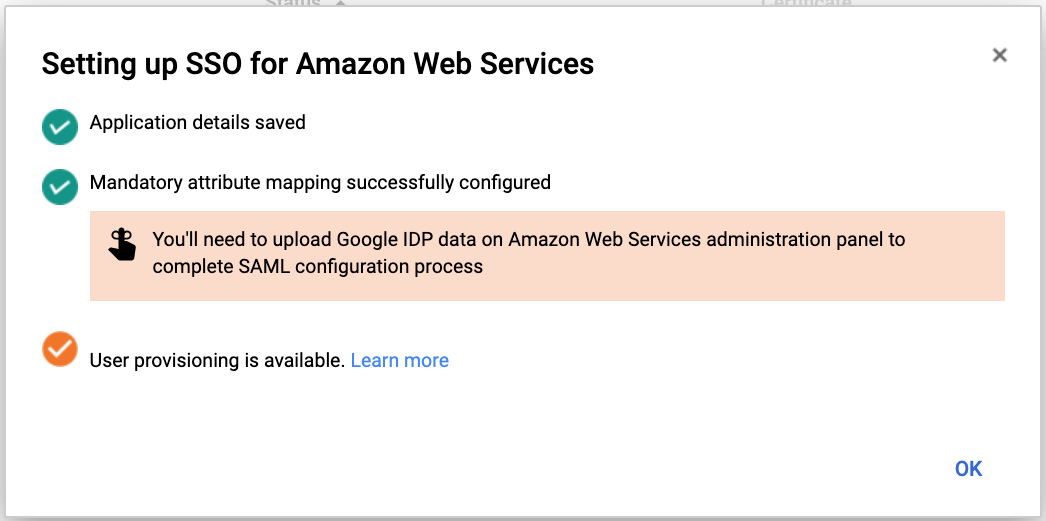 Status
Certificate
Setting up SSO for Amazon Web Services
Application details saved
Mandatory attribute mapping successfully configured
You'll need to upload Google IDP data on Amazon Web Services administration panel to
complete SAML configuration process
User provisioning is available. Learn more
OK